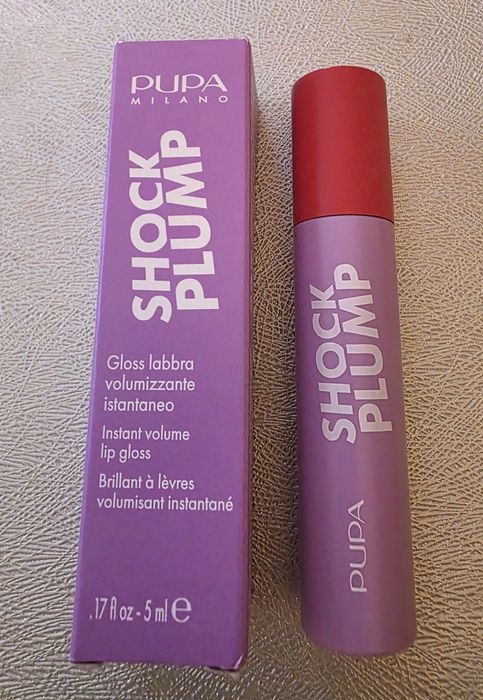 PUPA
MILANO
SHOCK
PLUMP
Gloss labbra
volumizzante
istantaneo
Instant volume
lip gloss
Brillant à lèvres
volumisant instantané
.17 fl oz - 5 ml e
SHOCK
PLUMP
PUPA